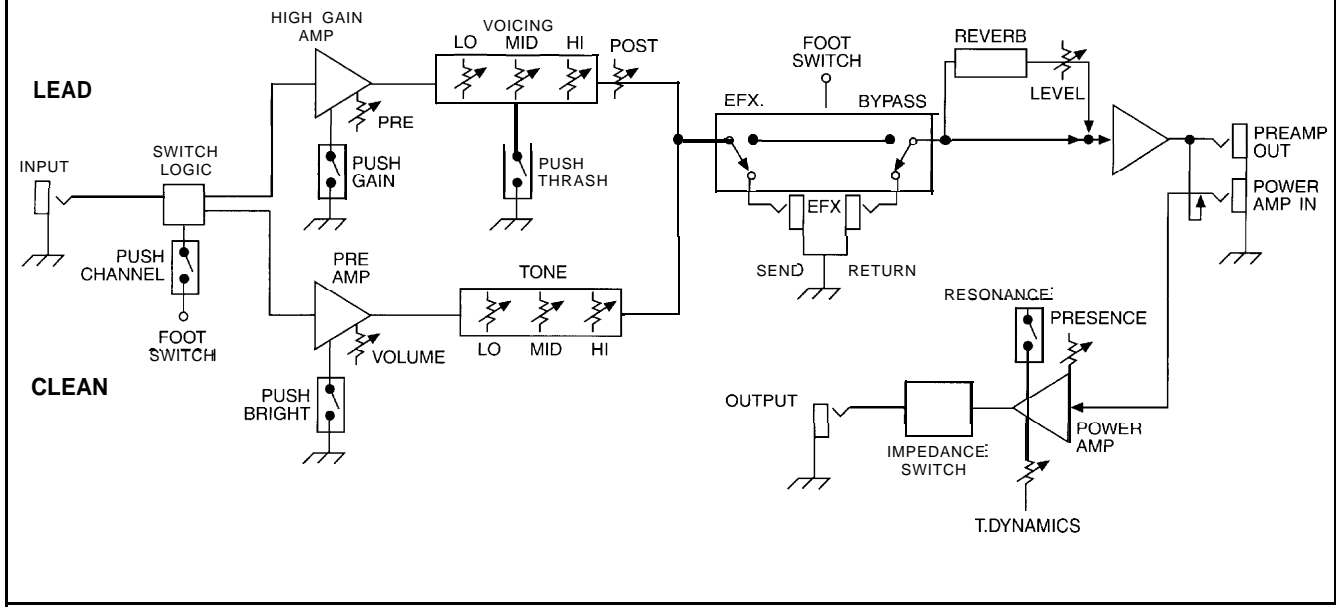 HIGH GAIN
AMP
VOICING
LO MID HI
POST
LEAD
PRE
PUSH
GAIN
PUSH
THRASH
INPUT
SWITCH
LOGIC
PUSH
CHANNEL
FOOT
SWITCH
PRE
AMP
TONE
VOLUME
LO MID HI
CLEAN
PUSH
BRIGHT
FOOT
SWITCH
EFX. BYPASS
EFX
SEND RETURN
REVERB
LEVEL
PREAMP
OUT
POWER
AMP IN
RESONANCE
PRESENCE
OUTPUT
POWER
AMP
IMPEDANCE
SWITCH
T.DYNAMICS